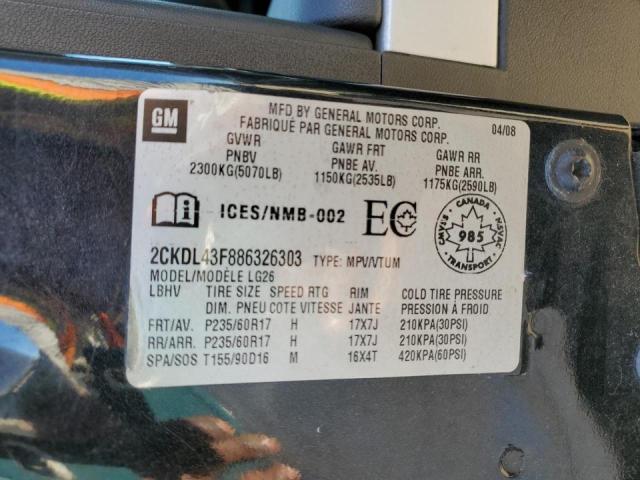 GM
MFD BY GENERAL MOTORS CORP.
FABRIQUÉ PAR GENERAL MOTORS CORP.
04/08
GVWR GAWR FRT GAWR RR
PNBV PNBE AV. PNBE ARR.
2300KG(5070LB) 1150KG(2535LB) 1175KG(2590LB)
i ICES/NMB-002 EC
CANADA
CMVSS NSVAC
985
TRANSPORT
2CKDL43F886326303 TYPE: MPV/VTUM
MODEL/MODÈLE LG26
LBHV TIRE SIZE SPEED RTG RIM COLD TIRE PRESSURE
DIM. PNEU COTE VITESSE JANTE PRESSION À FROID
FRT/AV. P235/60R17 H 17X7J 210KPA(30PSI)
RR/ARR. P235/60R17 H 17X7J 210KPA(30PSI)
SPA/SOS T155/90D16 M 16X4T 420KPA(60PSI)